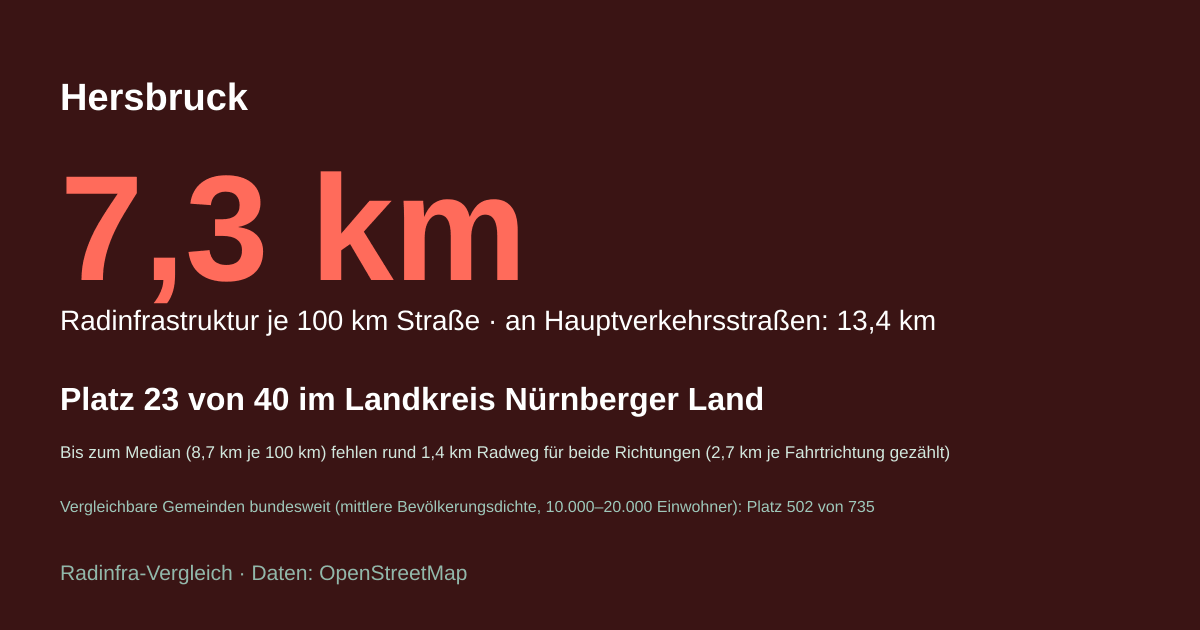 Hersbruck
7,3 km
Radinfrastruktur je 100 km Straße · an Hauptverkehrsstraßen: 13,4 km
Platz 23 von 40 im Landkreis Nürnberger Land
Bis zum Median (8,7 km je 100 km) fehlen rund 1,4 km Radweg für beide Richtungen (2,7 km je Fahrtrichtung gezählt)
Vergleichbare Gemeinden bundesweit (mittlere Bevölkerungsdichte, 10.000–20.000 Einwohner): Platz 502 von 735
Radinfra-Vergleich · Daten: OpenStreetMap